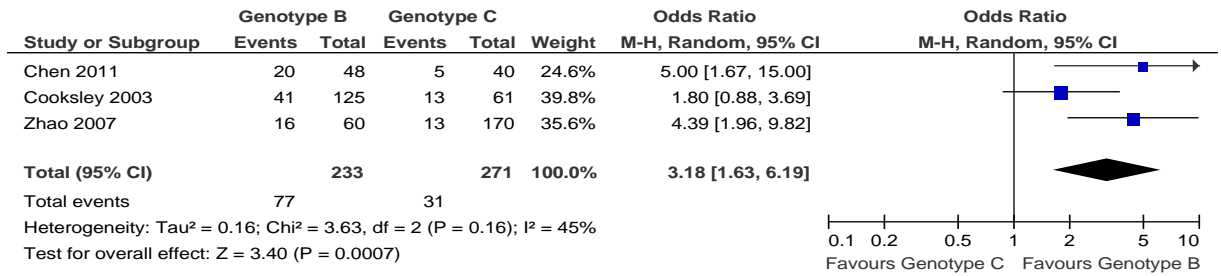 Genotype B Genotype C Odds Ratio Odds Ratio
Study or Subgroup Events Total Events Total Weight M-H, Random, 95% CI M-H, Random, 95% CI
Chen 2011 20 48 5 40 24.6% 5.00 [1.67, 15.00]
Cooksley 2003 41 125 13 61 39.8% 1.80 [0.88, 3.69]
Zhao 2007 16 60 13 170 35.6% 4.39 [1.96, 9.82]
Total (95% CI) 233 271 100.0% 3.18 [1.63, 6.19]
Total events 77 31
Heterogeneity: Tau² = 0.16; Chi² = 3.63, df = 2 (P = 0.16); I² = 45%
Test for overall effect: Z = 3.40 (P = 0.0007)
0.1 0.2 0.5 1 2 5 10
Favours Genotype C Favours Genotype B